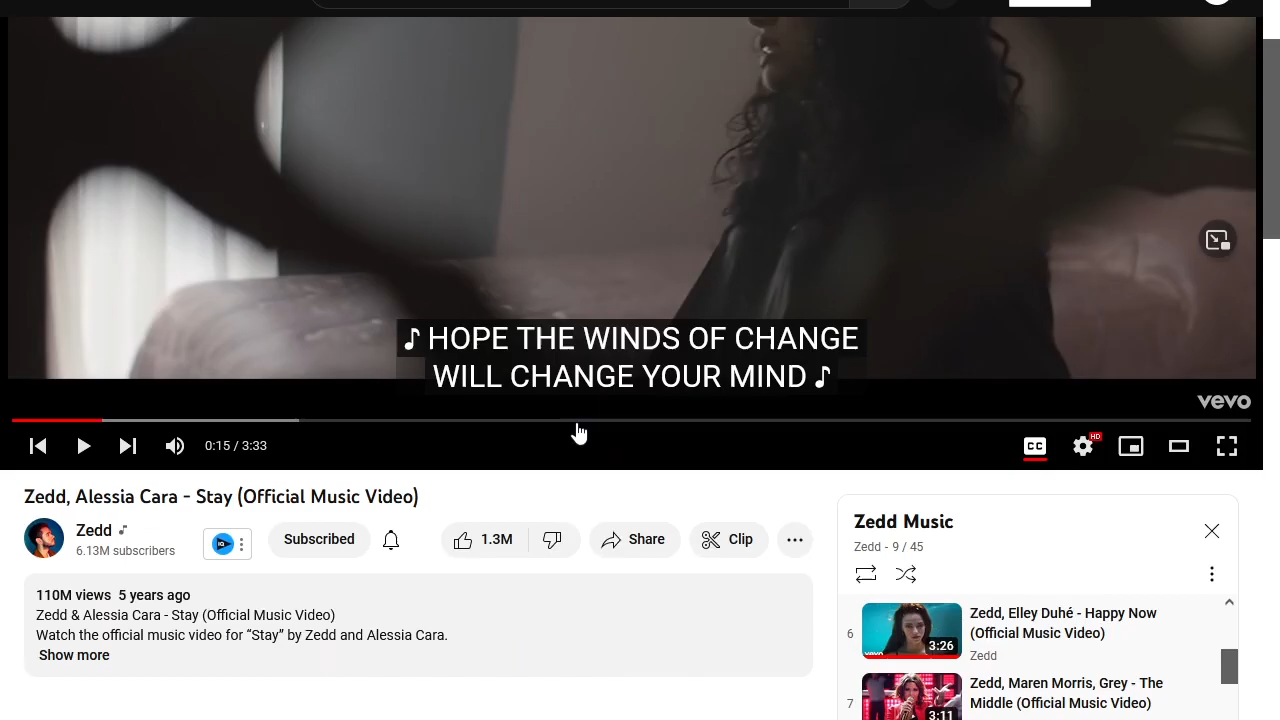 ♪ HOPE THE WINDS OF CHANGE
WILL CHANGE YOUR MIND ♪
vevo
0:15 / 3:33
CC
HD
Zedd, Alessia Cara - Stay (Official Music Video)
Zedd
6.13M subscribers
Subscribed
1.3M
Share
Clip
110M views 5 years ago
Zedd & Alessia Cara - Stay (Official Music Video)
Watch the official music video for “Stay” by Zedd and Alessia Cara.
Show more
Zedd Music
Zedd - 9 / 45
6
vevo
3:26
Zedd, Elley Duhé - Happy Now
(Official Music Video)
Zedd
7
3:11
Zedd, Maren Morris, Grey - The
Middle (Official Music Video)